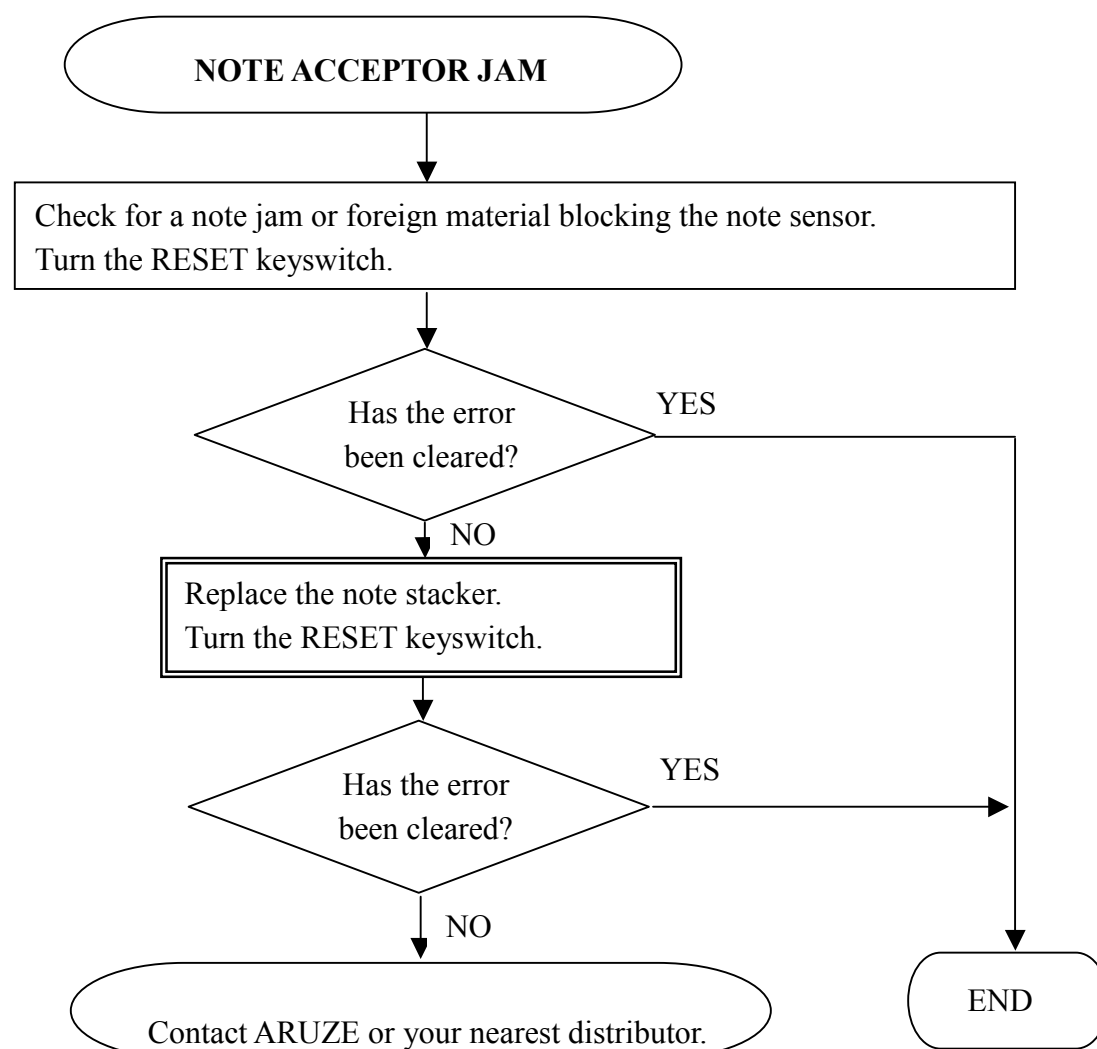 NOTE ACCEPTOR JAM
Check for a note jam or foreign material blocking the note sensor.
Turn the RESET keyswitch.
Has the error
been cleared?
YES
NO
Replace the note stacker.
Turn the RESET keyswitch.
Has the error
been cleared?
YES
NO
Contact ARUZE or your nearest distributor.
END